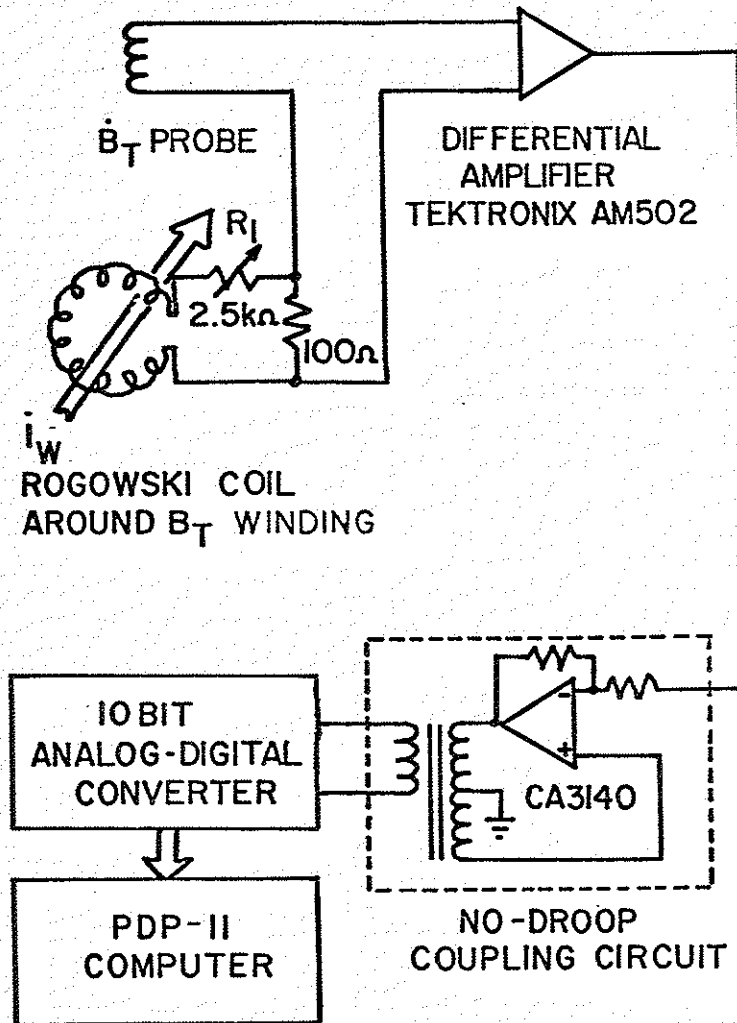 ḂT PROBE
DIFFERENTIAL
AMPLIFIER
TEKTRONIX AM502
R1
2.5kΩ
100Ω
iW
ROGOWSKI COIL
AROUND BT WINDING
10 BIT
ANALOG-DIGITAL
CONVERTER
-
+
CA3140
PDP-11
COMPUTER
NO-DROOP
COUPLING CIRCUIT